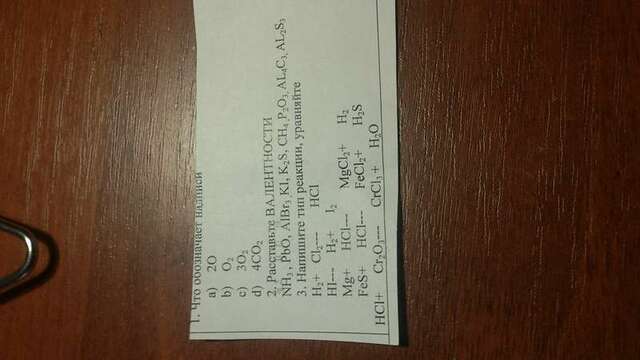 1. Что обозначает надписи
a) 2O
b) O₂
c) 3O₂
d) 4CO₂
2. Расставьте ВАЛЕНТНОСТИ
NH₃, PbO, AlBr₃, KI, K₂S, CH₄, P₂O₃, AL₄C₃, AL₂S₃
3. Напишите тип реакции, уравняйте
H₂+ Cl₂--- HCl
HI--- H₂+ I₂
Mg+ HCl--- MgCl₂+ H₂
FeS+ HCl--- FeCl₂+ H₂S
HCl+ Cr₂O₃--- CrCl₃ + H₂O